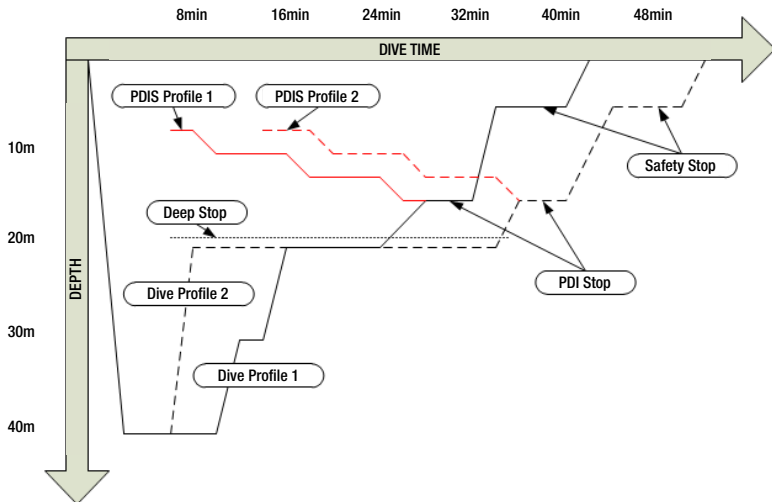 8min 16min 24min 32min 40min 48min
DIVE TIME
PDIS Profile 1
PDIS Profile 2
10m
Safety Stop
Deep Stop
20m
DEPTH
PDI Stop
Dive Profile 2
30m
Dive Profile 1
40m